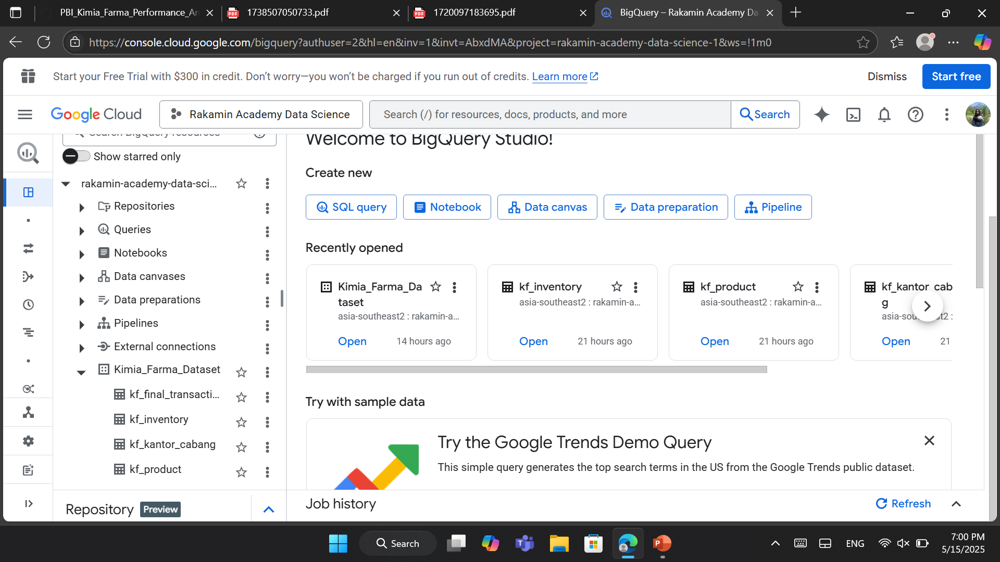 PBI_Kimia_Farma_Performance_An
1738507050733.pdf
1720097183695.pdf
BigQuery – Rakamin Academy Da
https://console.cloud.google.com/bigquery?authuser=2&hl=en&inv=1&invt=AbxdMA&project=rakamin-academy-data-science-1&ws=!1m0
Start your Free Trial with $300 in credit. Don’t worry—you won’t be charged if you run out of credits. Learn more
Dismiss
Start free
Google Cloud
Rakamin Academy Data Science
Search (/) for resources, docs, products, and more
Search
Search BigQuery resources
Show starred only
rakamin-academy-data-sci...
Repositories
Queries
Notebooks
Data canvases
Data preparations
Pipelines
External connections
Kimia_Farma_Dataset
kf_final_transacti...
kf_inventory
kf_kantor_cabang
kf_product
Repository Preview
Welcome to BigQuery Studio!
Create new
SQL query
Notebook
Data canvas
Data preparation
Pipeline
Recently opened
Kimia_Farma_Da
taset
asia-southeast2 : rakamin-a...
Open
14 hours ago
kf_inventory
asia-southeast2 : rakamin-a...
Open
21 hours ago
kf_product
asia-southeast2 : rakamin-a...
Open
21 hours ago
kf_kantor_cab
g
Open
21
Try with sample data
Try the Google Trends Demo Query
This simple query generates the top search terms in the US from the Google Trends public dataset.
Job history
Refresh
Search
ENG
7:00 PM
5/15/2025